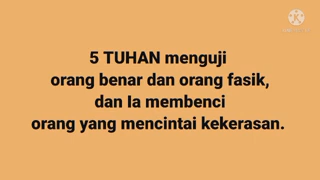 5 TUHAN menguji
orang benar dan orang fasik,
dan Ia membenci
orang yang mencintai kekerasan.